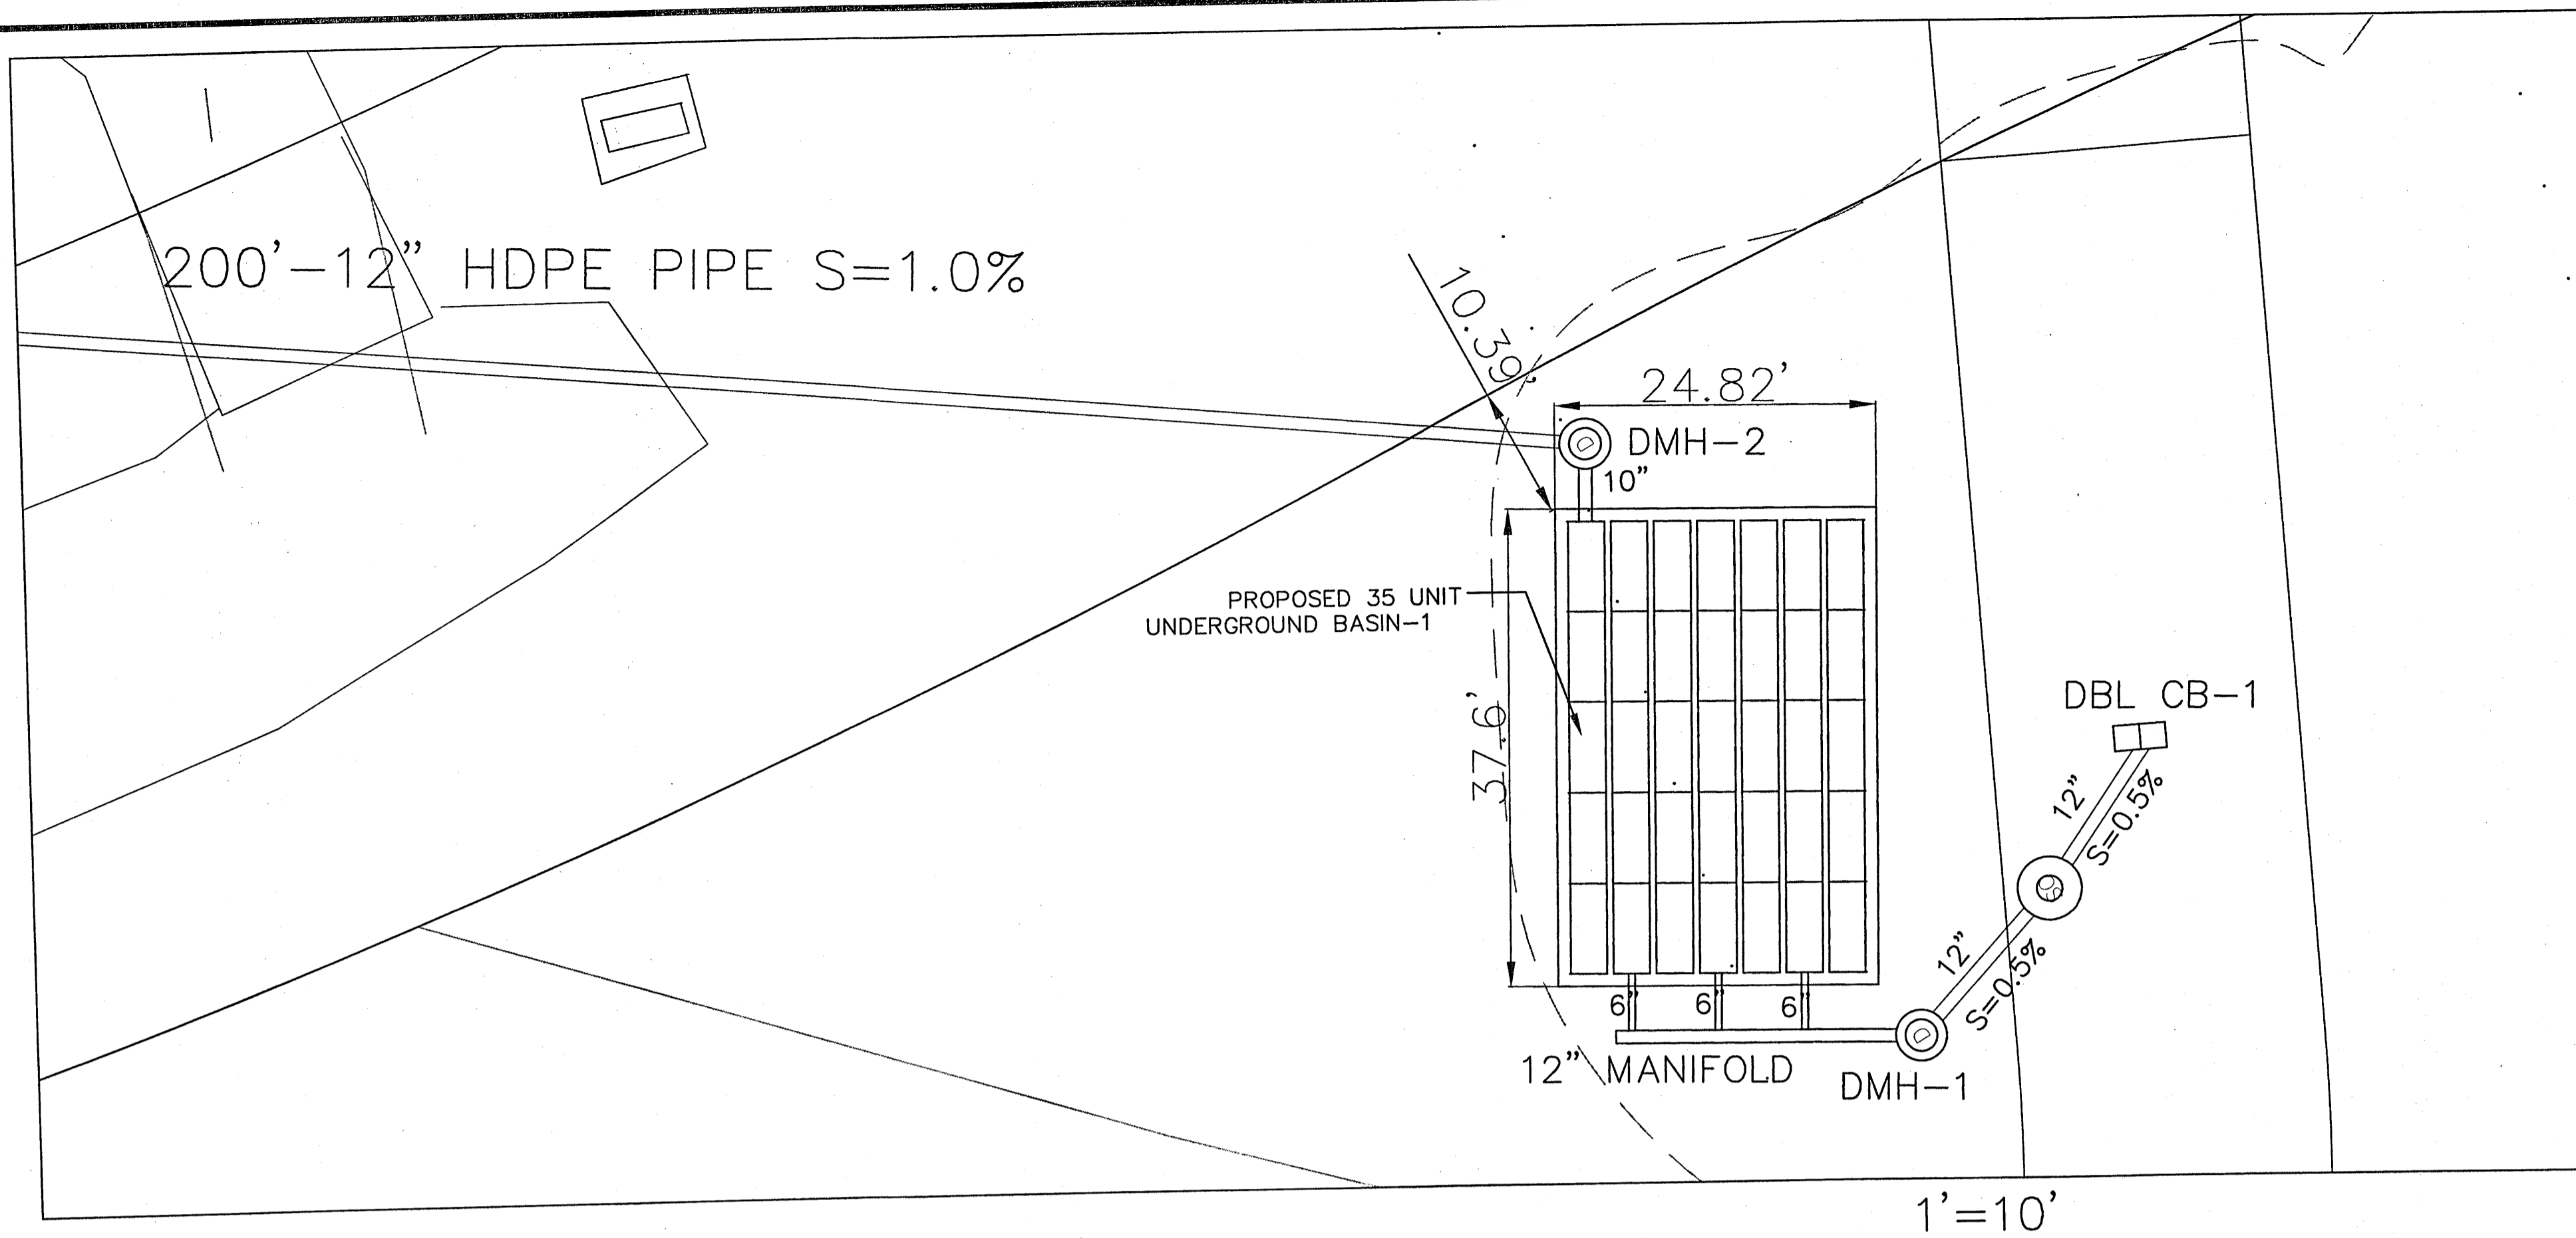 200'-12" HDPE PIPE S=1.0%
10.39'
24.82'
DMH-2
10"
PROPOSED 35 UNIT
UNDERGROUND BASIN-1
37.6'
DBL CB-1
12"
S=0.5%
12"
S=0.5%
6"
6"
6"
12" MANIFOLD
DMH-1
1'=10'
D
D